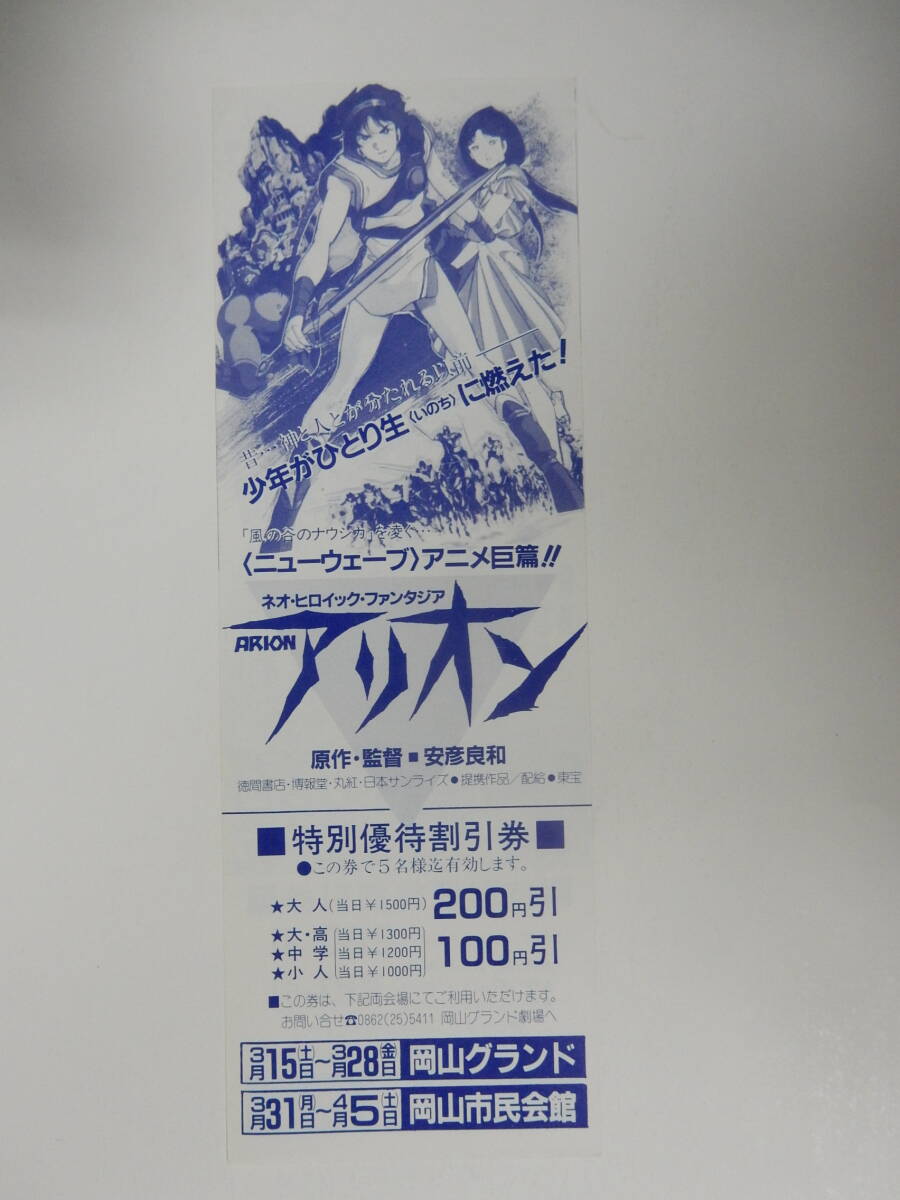 昔…神と人とが分たれる以前――
少年がひとり生〈いのち〉に燃えた！
「風の谷のナウシカ」を凌ぐ…
〈ニューウェーブ〉アニメ巨篇!!
ネオ・ヒロイック・ファンタジア
ARION
アリオン
原作・監督■安彦良和
徳間書店・博報堂・丸紅・日本サンライズ●提携作品／配給●東宝
■特別優待割引券■
●この券で5名様迄有効します。
★大人(当日￥1500円) 200円引
★大・高(当日￥1300円)
★中学(当日￥1200円) 100円引
★小人(当日￥1000円)
■この券は、下記両会場にてご利用いただけます。
お問い合せ☎0862(25)5411 岡山グランド劇場へ
3月15日(土)～3月28日(金) 岡山グランド
3月31日(月)～4月5日(土) 岡山市民会館